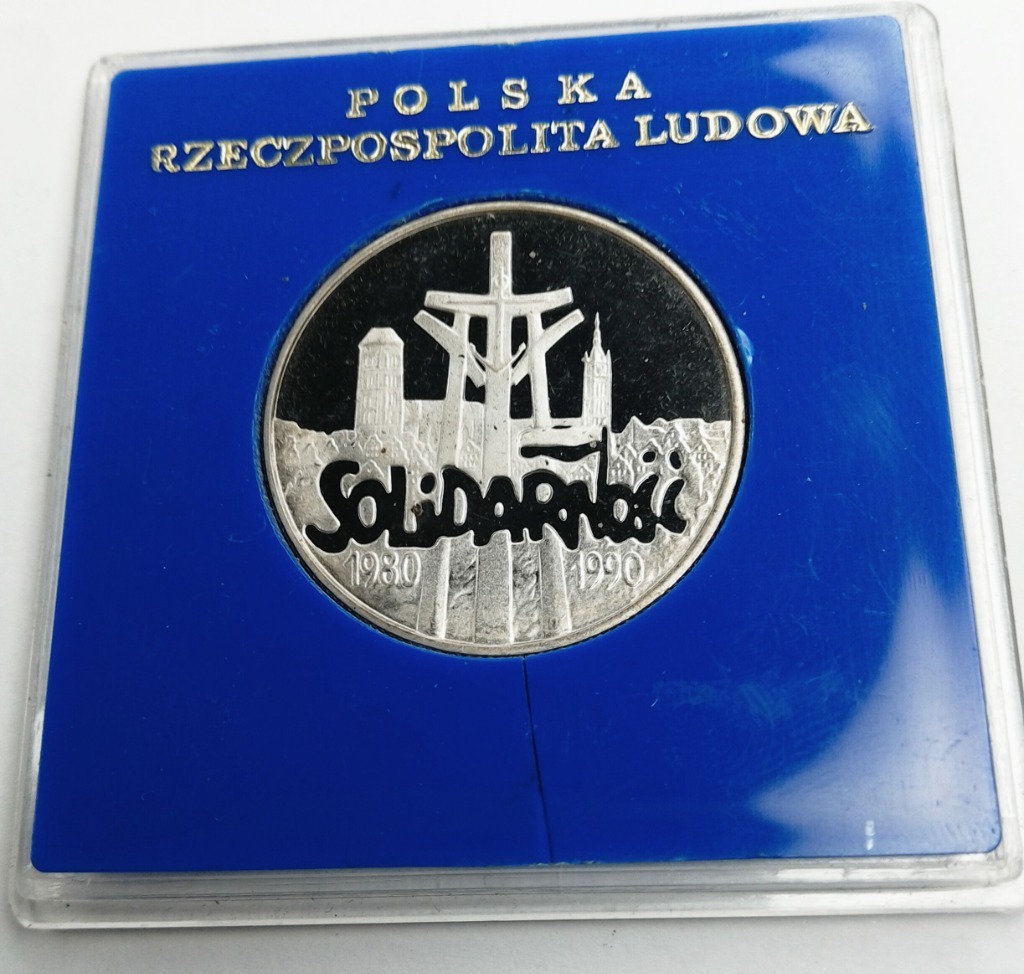 POLSKA
RZECZPOSPOLITA LUDOWA
SOLiDARNOŚĆ
1980 1990